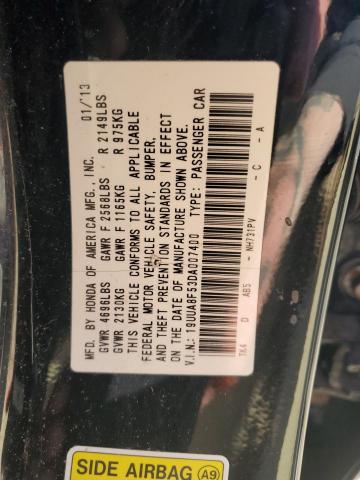 MFD. BY HONDA OF AMERICA MFG., INC. 01/'13
GVWR 4696LBS GAWR F 2568LBS R 2149LBS
GVWR 2130KG GAWR F 1165KG R 975KG
THIS VEHICLE CONFORMS TO ALL APPLICABLE
FEDERAL MOTOR VEHICLE SAFETY, BUMPER,
AND THEFT PREVENTION STANDARDS IN EFFECT
ON THE DATE OF MANUFACTURE SHOWN ABOVE.
V.I.N.: 19UUA8F53DA007400 TYPE: PASSENGER CAR
TK4 D AB5 - NH731PV - C - A
SIDE AIRBAG A9